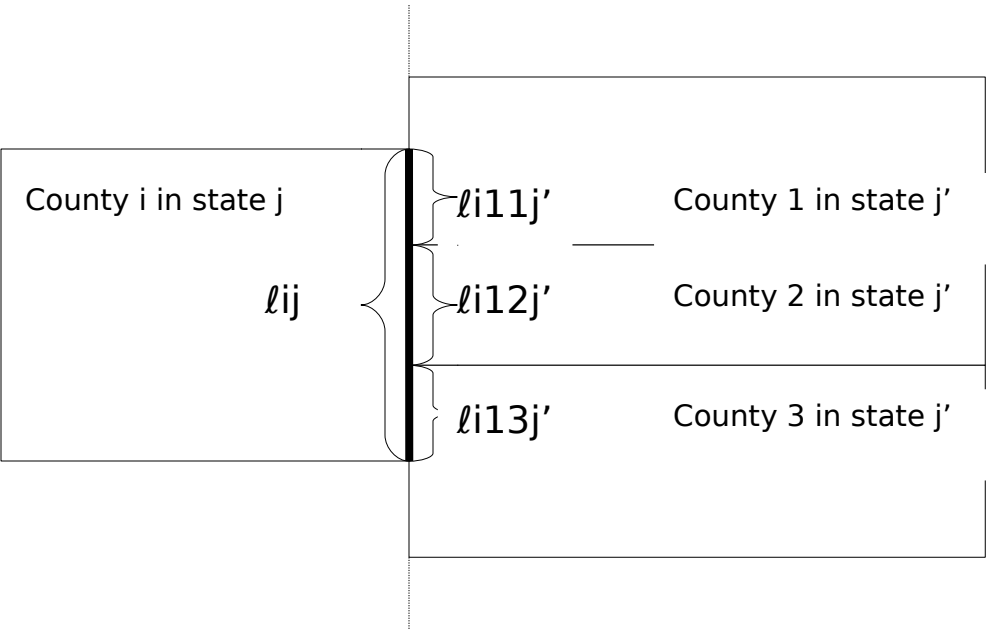 County i in state j
ℓi11j’
County 1 in state j’
ℓij
ℓi12j’
County 2 in state j’
ℓi13j’
County 3 in state j’